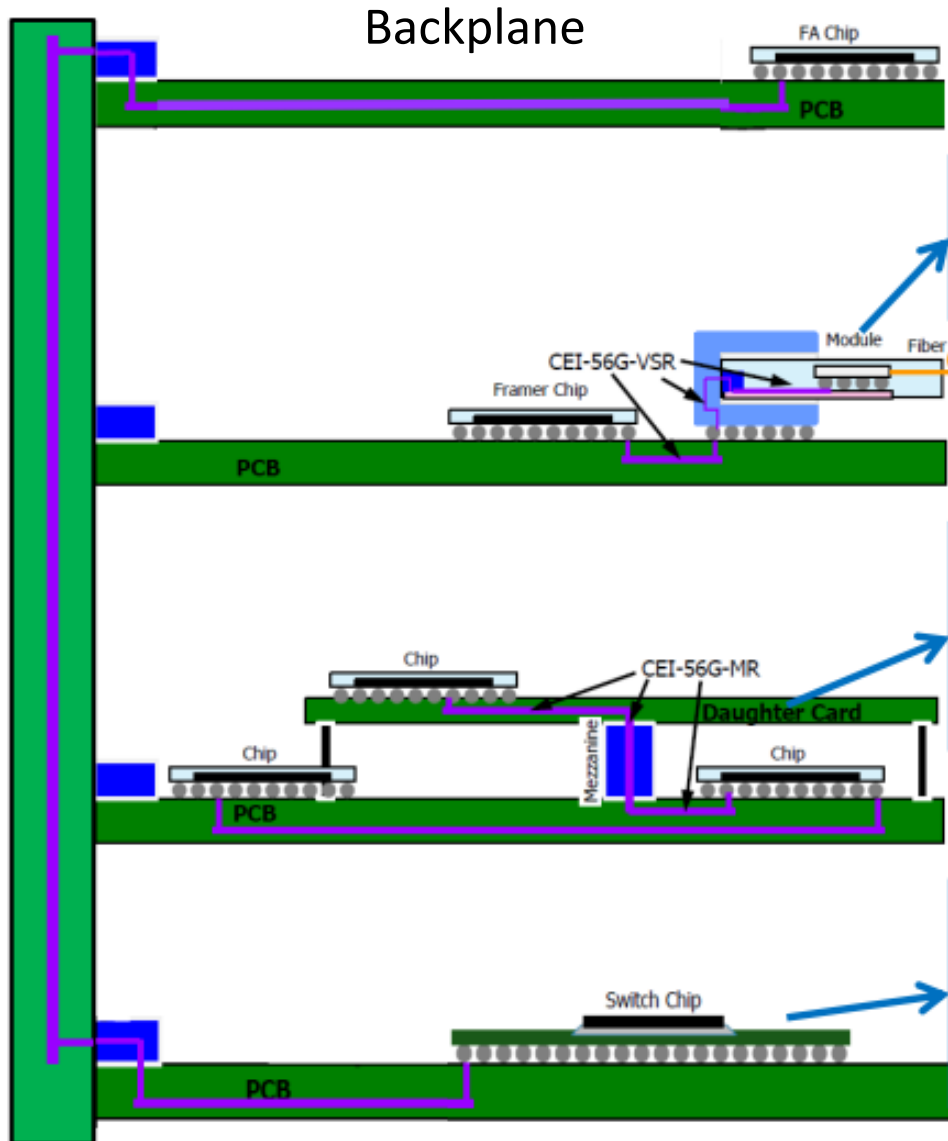 Backplane
FA Chip
PCB
Module
Fiber
CEI-56G-VSR
Framer Chip
PCB
Chip
CEI-56G-MR
Daughter Card
Mezzanine
Chip
Chip
PCB
Switch Chip
PCB